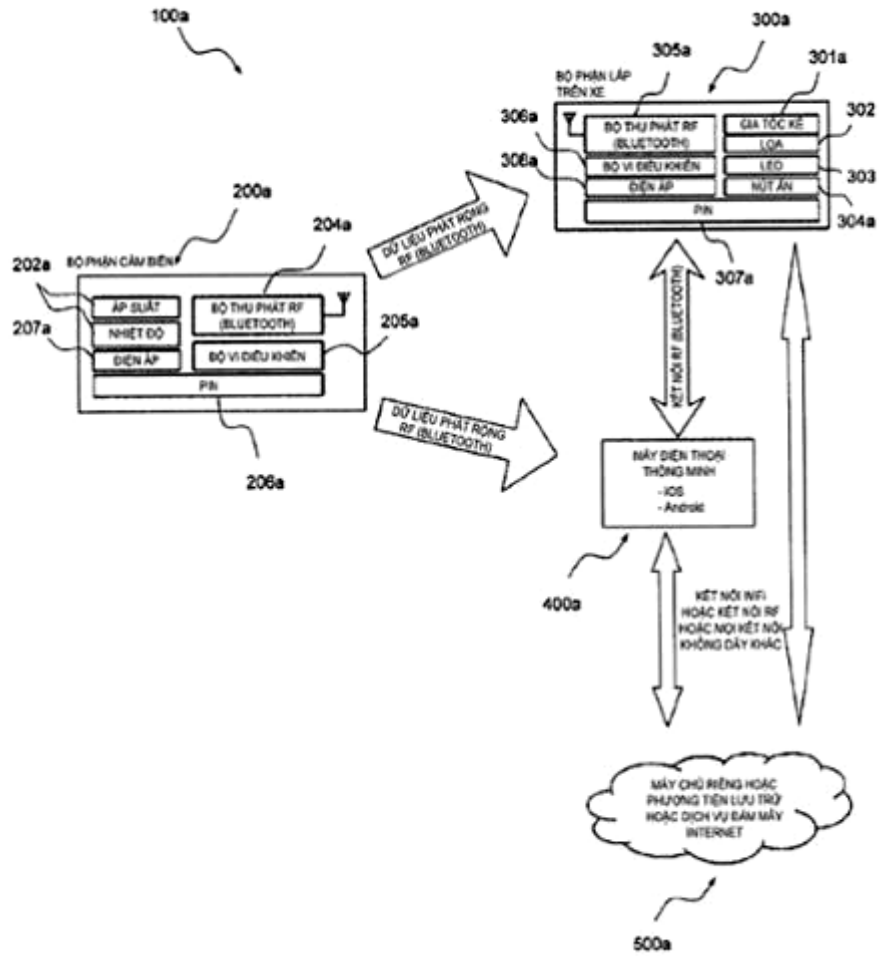 100a
300a
305a
301a
BỘ PHẬN LẮP
TRÊN XE
306a
302
BỘ THU PHÁT RF
(BLUETOOTH)
GIA TỐC KẾ
LOA
308a
BỘ VI ĐIỀU KHIỂN
LED
303
ĐIỆN ÁP
NÚT ẤN
304a
PIN
307a
200a
204a
DỮ LIỆU PHÁT RỘNG
RF (BLUETOOTH)
BỘ PHẬN CẢM BIẾN
202a
ÁP SUẤT
BỘ THU PHÁT RF
(BLUETOOTH)
205a
207a
NHIỆT ĐỘ
ĐIỆN ÁP
BỘ VI ĐIỀU KHIỂN
PIN
206a
KẾT NỐI RF (BLUETOOTH)
DỮ LIỆU PHÁT RỘNG
RF (BLUETOOTH)
MÁY ĐIỆN THOẠI
THÔNG MINH
- IOS
- Android
400a
KẾT NỐI WIFI
HOẶC KẾT NỐI RF
HOẶC MỌI KẾT NỐI
KHÔNG DÂY KHÁC
MÁY CHỦ RIÊNG HOẶC
PHƯƠNG TIỆN LƯU TRỮ
HOẶC DỊCH VỤ ĐÁM MÂY
INTERNET
500a